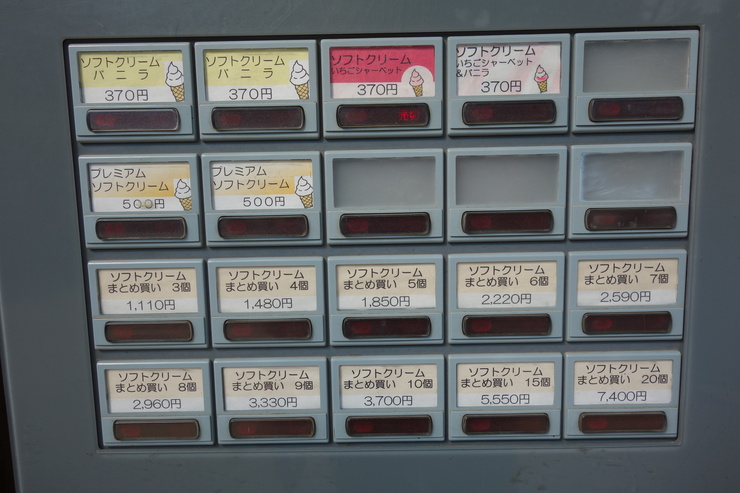 ソフトクリーム
バニラ
370円
ソフトクリーム
バニラ
370円
ソフトクリーム
いちごシャーベット
370円
ソフトクリーム
いちごシャーベット
&バニラ
370円
プレミアム
ソフトクリーム
500円
プレミアム
ソフトクリーム
500円
ソフトクリーム
まとめ買い 3個
1,110円
ソフトクリーム
まとめ買い 4個
1,480円
ソフトクリーム
まとめ買い 5個
1,850円
ソフトクリーム
まとめ買い 6個
2,220円
ソフトクリーム
まとめ買い 7個
2,590円
ソフトクリーム
まとめ買い 8個
2,960円
ソフトクリーム
まとめ買い 9個
3,330円
ソフトクリーム
まとめ買い 10個
3,700円
ソフトクリーム
まとめ買い 15個
5,550円
ソフトクリーム
まとめ買い 20個
7,400円